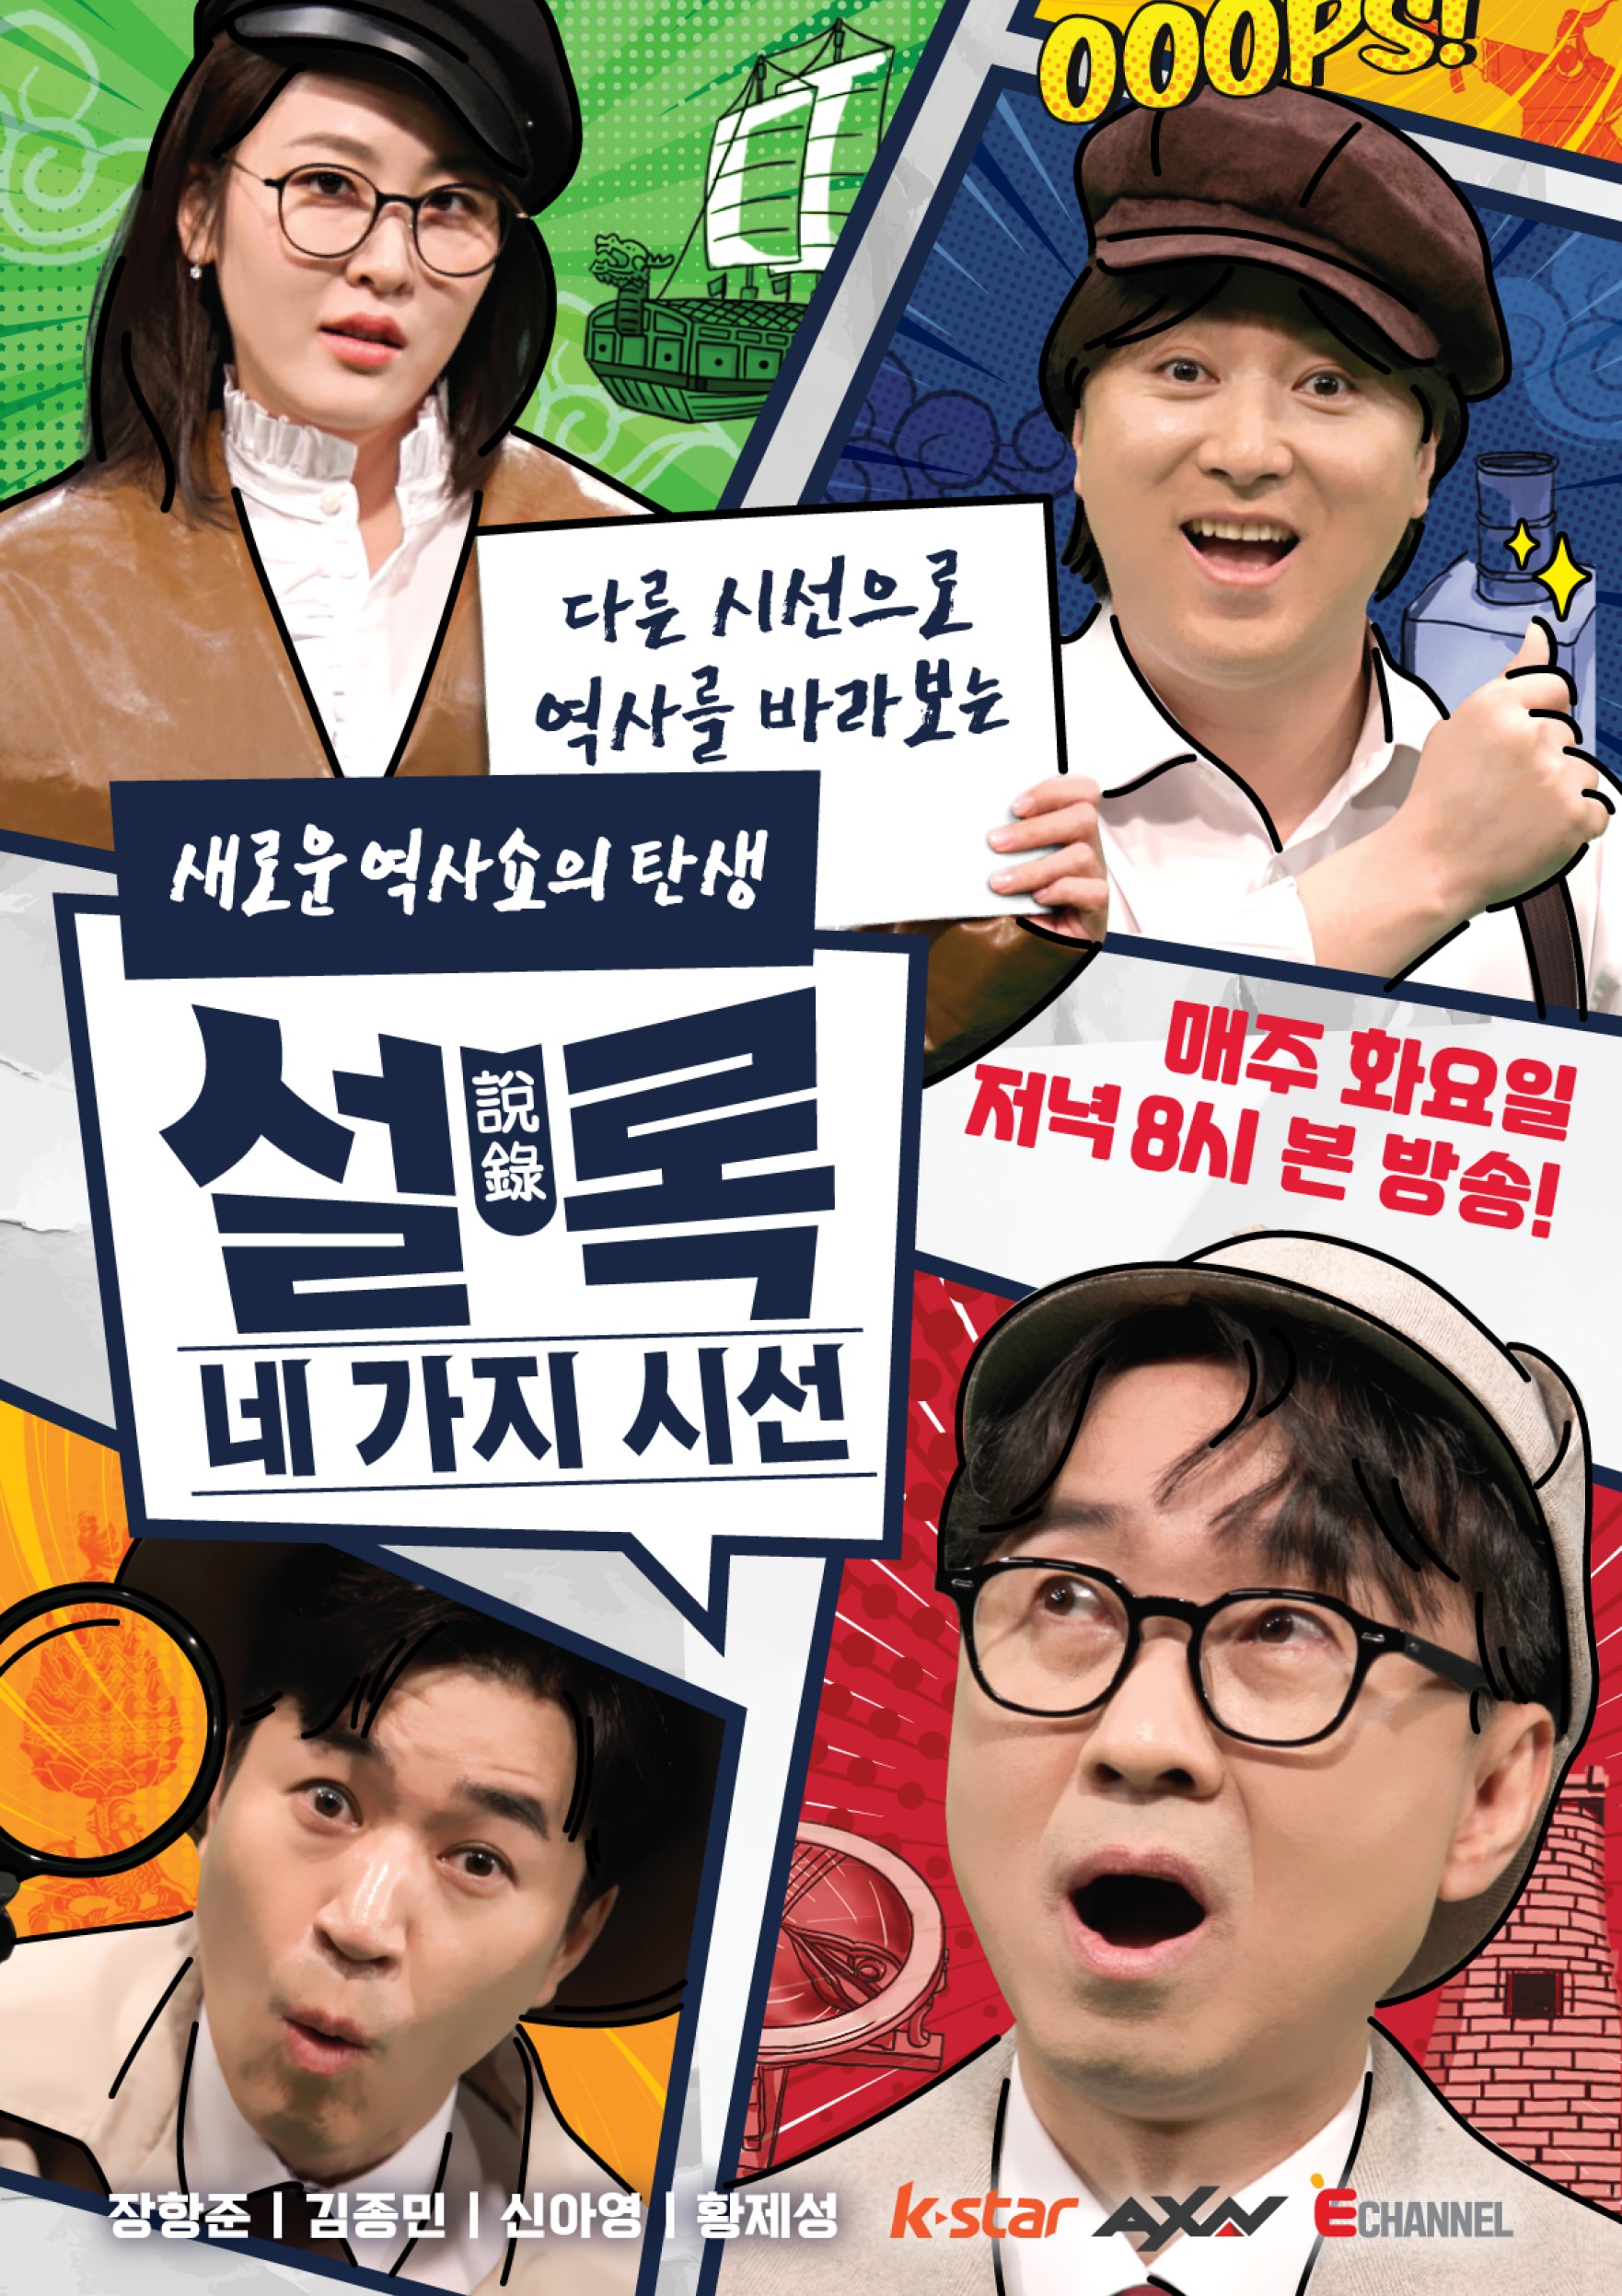 OOOPS!
다른 시선으로
역사를 바라보는
새로운 역사쇼의 탄생
설록
說錄
네 가지 시선
매주 화요일
저녁 8시 본 방송!
장항준 | 김종민 | 신아영 | 황제성
k·star AXN E CHANNEL